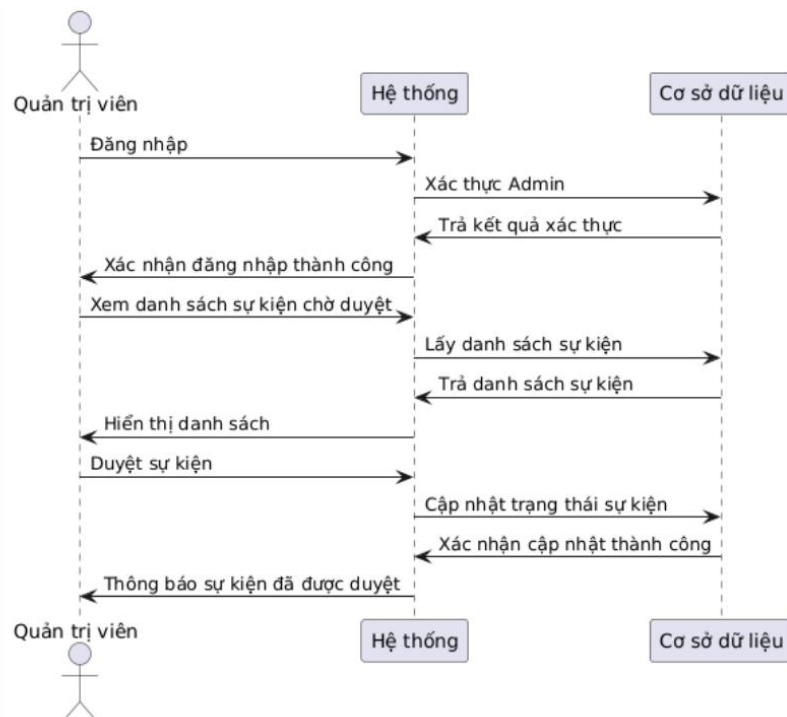 Quản trị viên
Hệ thống
Cơ sở dữ liệu
Đăng nhập
Xác thực Admin
Trả kết quả xác thực
Xác nhận đăng nhập thành công
Xem danh sách sự kiện chờ duyệt
Lấy danh sách sự kiện
Trả danh sách sự kiện
Hiển thị danh sách
Duyệt sự kiện
Cập nhật trạng thái sự kiện
Xác nhận cập nhật thành công
Thông báo sự kiện đã được duyệt
Quản trị viên
Hệ thống
Cơ sở dữ liệu